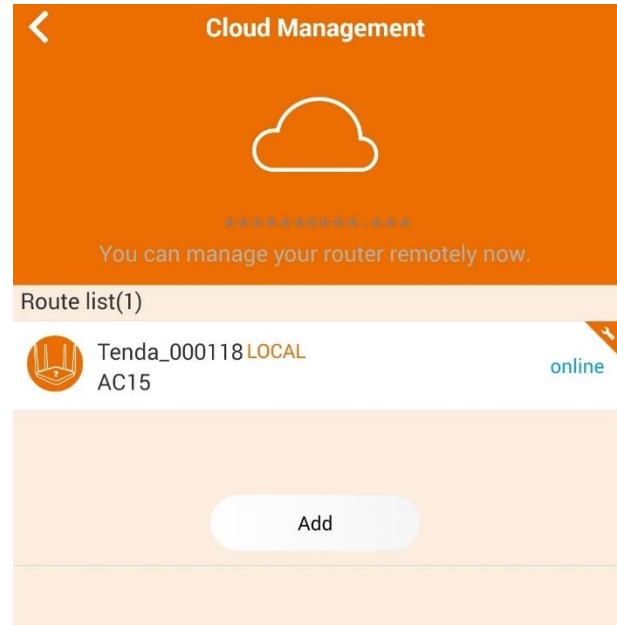 Cloud Management
******@***.***
You can manage your router remotely now.
Route list(1)
Tenda_000118 LOCAL
AC15
online
?
Add